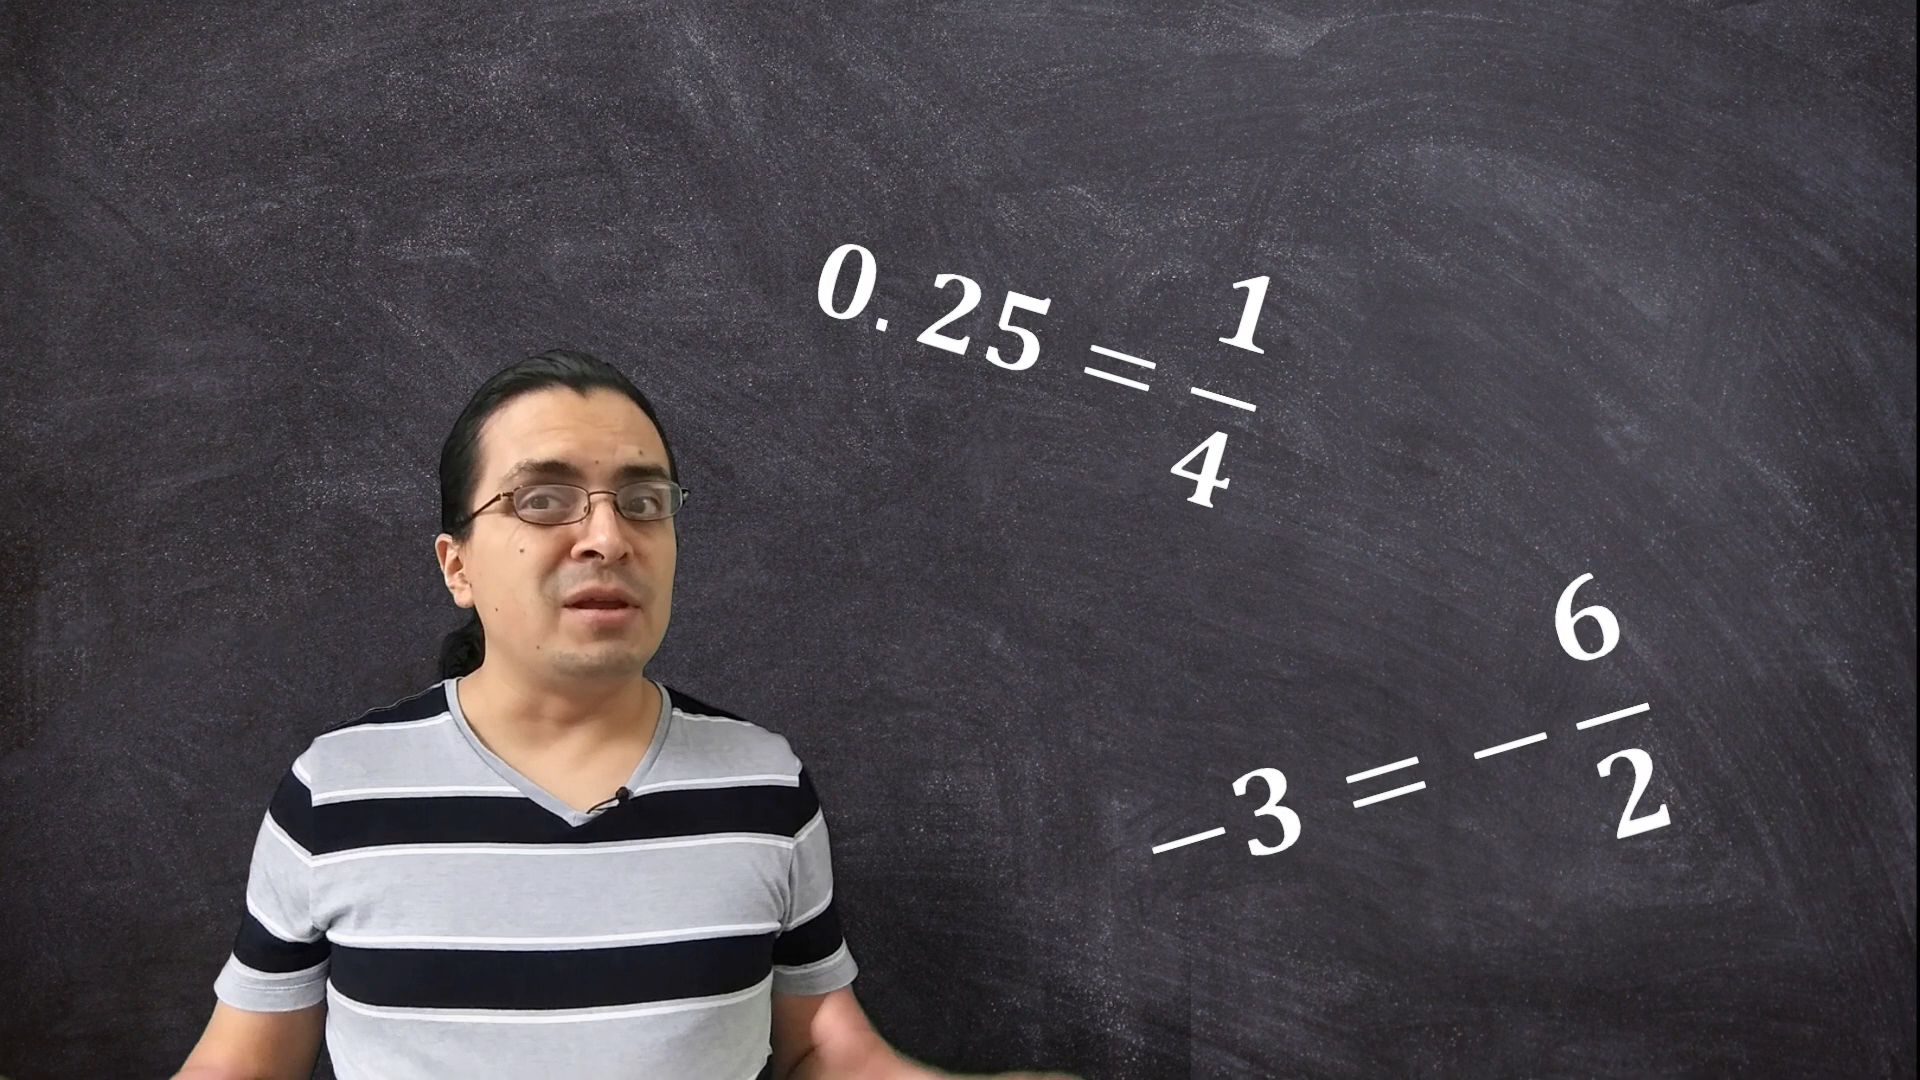 0.25 = 1/4
-3 = -6/2